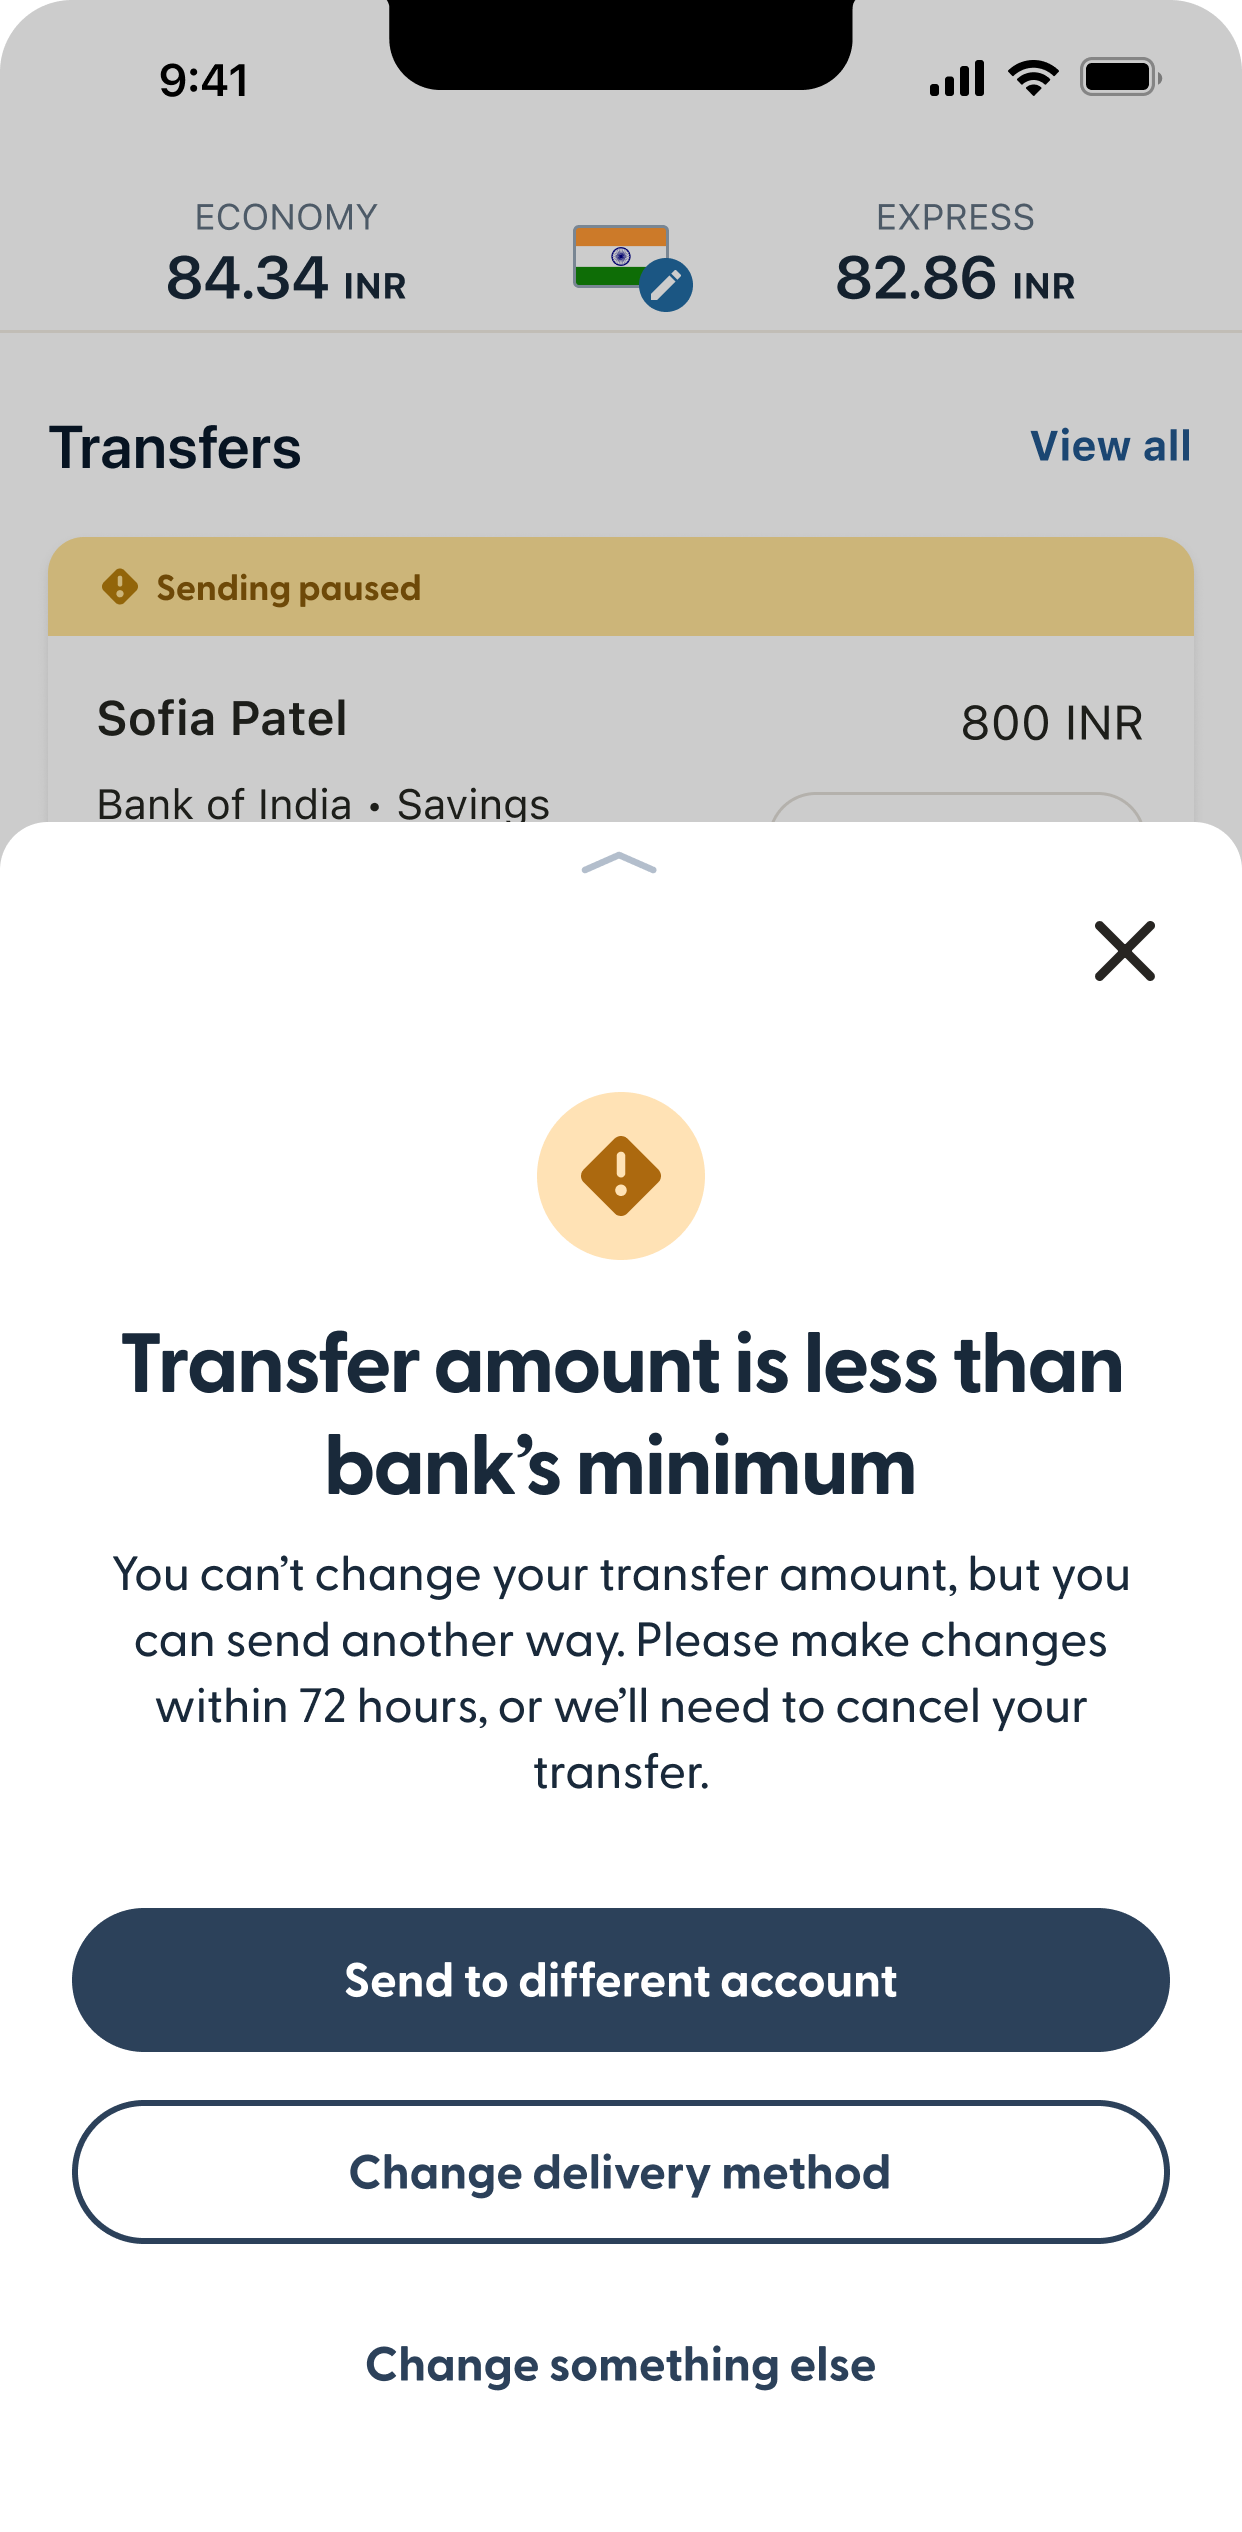 9:41
ECONOMY
84.34 INR
EXPRESS
82.86 INR
Transfers
View all
Sending paused
Sofia Patel
800 INR
Bank of India • Savings
Transfer amount is less than
bank’s minimum
You can’t change your transfer amount, but you
can send another way. Please make changes
within 72 hours, or we’ll need to cancel your
transfer.
Send to different account
Change delivery method
Change something else